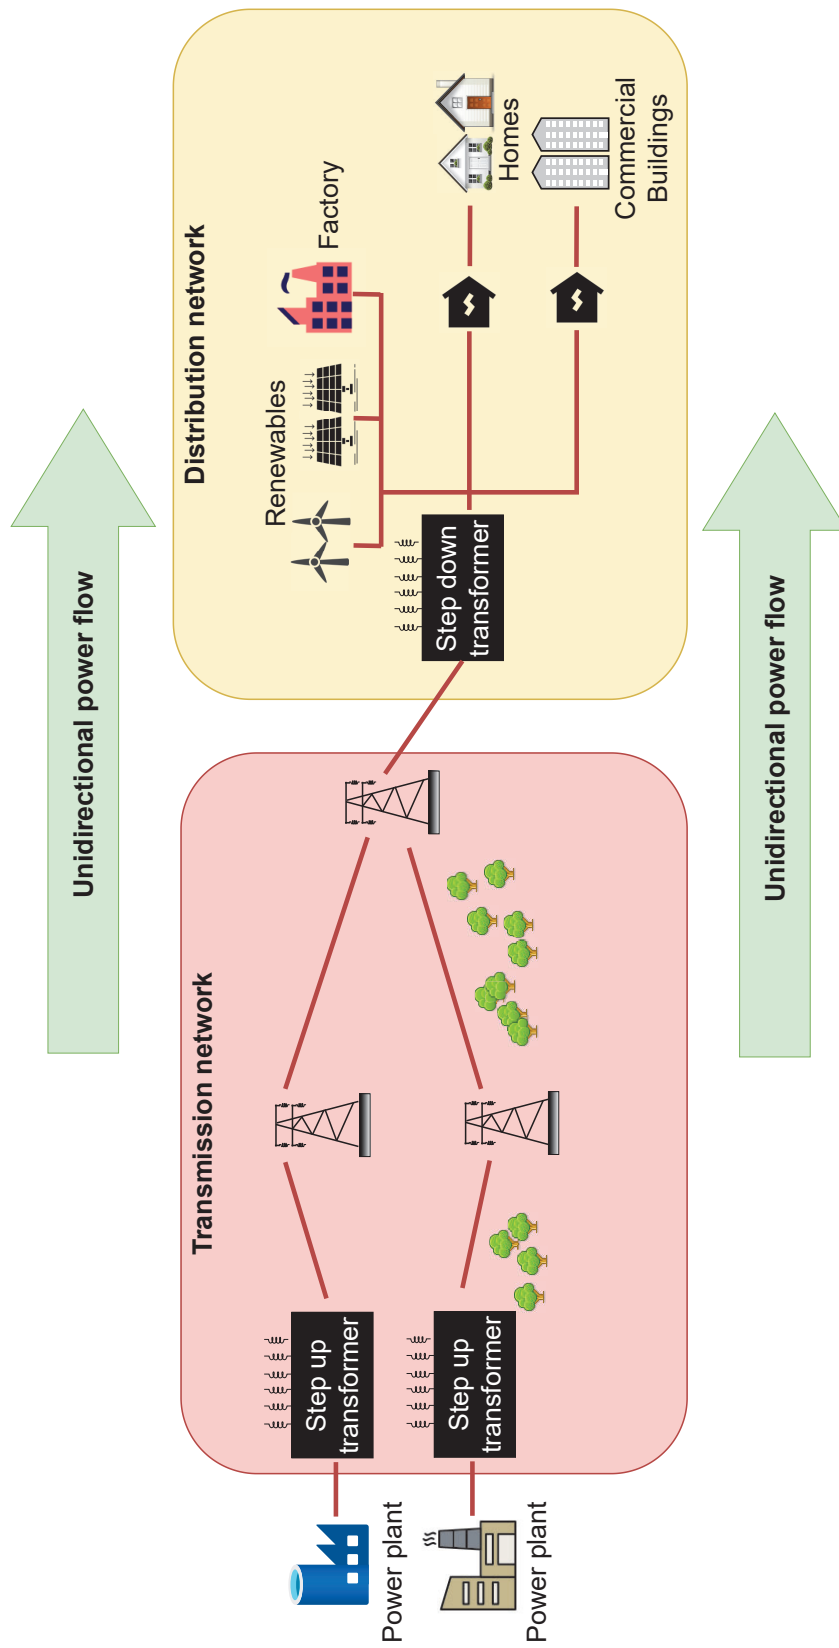 Unidirectional power flow
Transmission network
Distribution network
Power plant
Power plant
Step up
transformer
Step up
transformer
Step down
transformer
Renewables
Factory
Homes
Commercial
Buildings
Unidirectional power flow